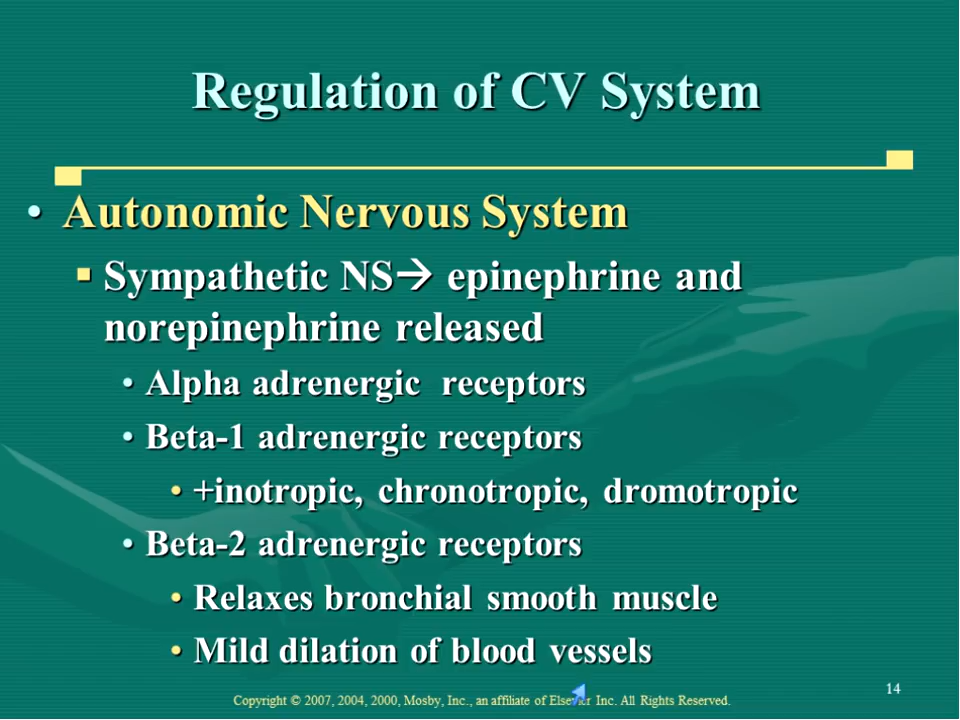 Regulation of CV System
• Autonomic Nervous System
Sympathetic NS→ epinephrine and
norepinephrine released
• Alpha adrenergic receptors
• Beta-1 adrenergic receptors
• +inotropic, chronotropic, dromotropic
• Beta-2 adrenergic receptors
• Relaxes bronchial smooth muscle
• Mild dilation of blood vessels
14
Copyright © 2007, 2004, 2000, Mosby, Inc., an affiliate of Elsevier Inc. All Rights Reserved.